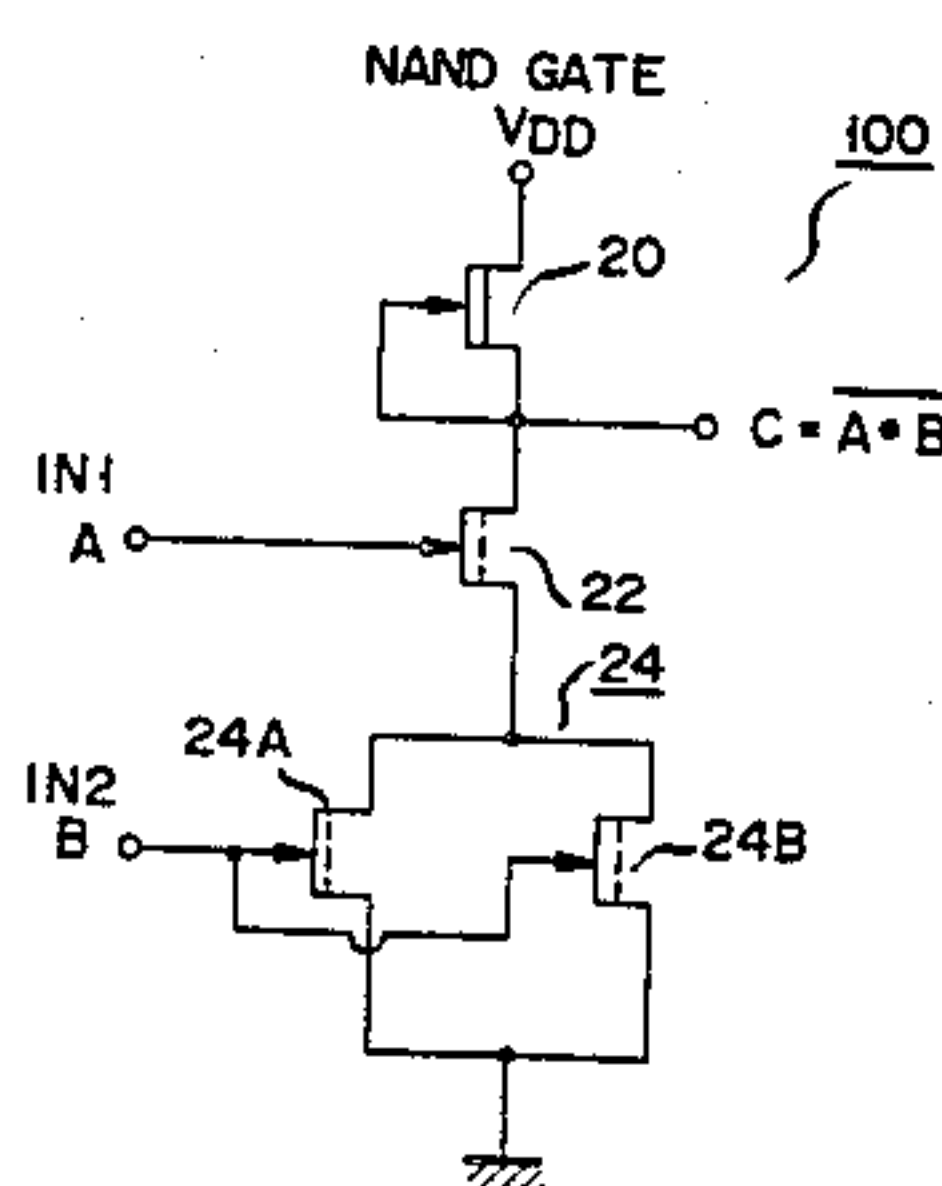 NAND GATE
VDD
100
20
C = A•B
IN1
A
22
24
24A
IN2
B
24B